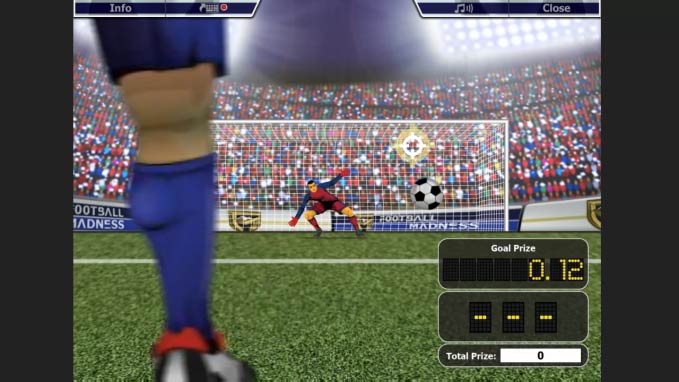 Info
Close
FOOTBALL
MADNESS
FOOTBALL
MADNESS
Goal Prize
0.12
- - -
Total Prize: 0